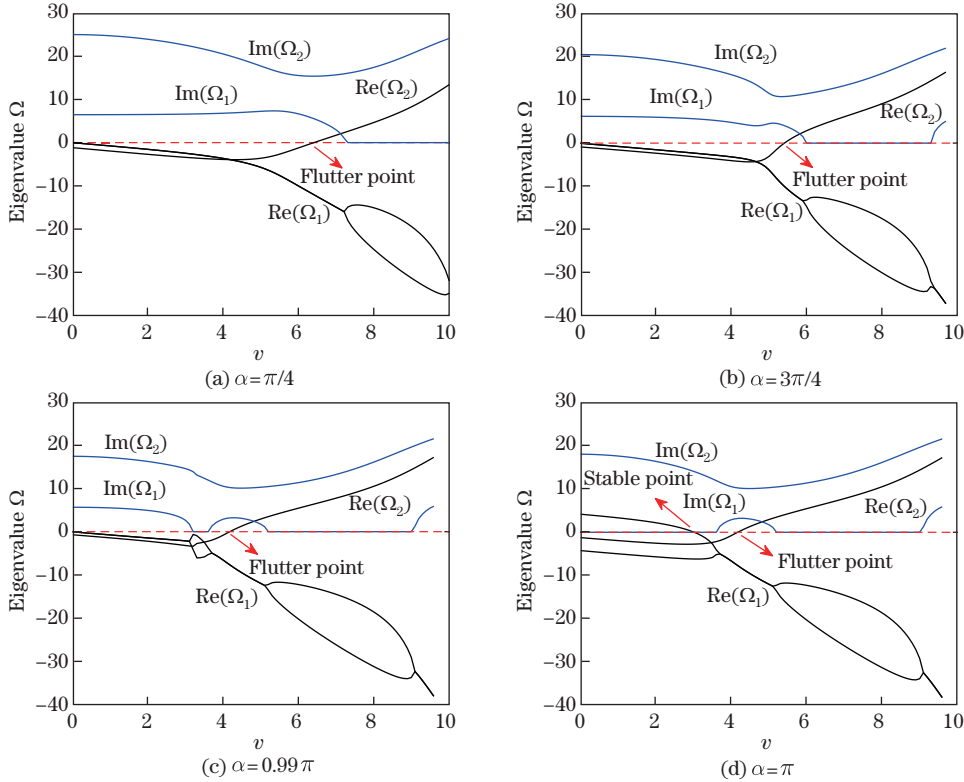 30
20
10
0
−10
−20
−30
−40
Eigenvalue Ω
Im(Ω₂)
Re(Ω₂)
Im(Ω₁)
Flutter point
Re(Ω₁)
0 2 4 6 8 10
v
(a) α=π/4
30
20
10
0
−10
−20
−30
−40
Eigenvalue Ω
Im(Ω₂)
Im(Ω₁)
Re(Ω₂)
Flutter point
Re(Ω₁)
0 2 4 6 8 10
v
(b) α=3π/4
30
20
10
0
−10
−20
−30
−40
Eigenvalue Ω
Im(Ω₂)
Im(Ω₁)
Re(Ω₂)
Flutter point
Re(Ω₁)
0 2 4 6 8 10
v
(c) α=0.99π
30
20
10
0
−10
−20
−30
−40
Eigenvalue Ω
Im(Ω₂)
Stable point
Im(Ω₁)
Re(Ω₂)
Flutter point
Re(Ω₁)
0 2 4 6 8 10
v
(d) α=π